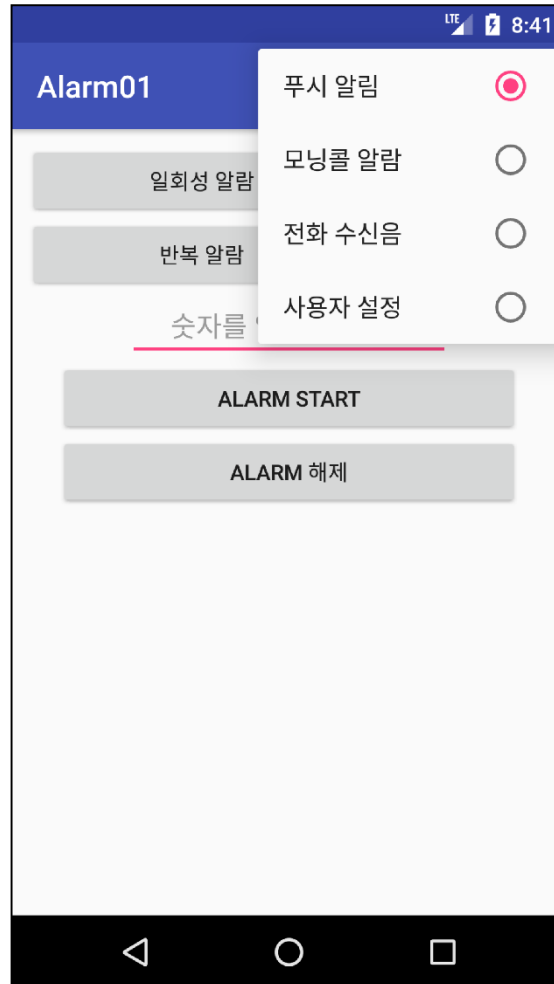 LTE 8:41
Alarm01
푸시 알림
모닝콜 알람
전화 수신음
사용자 설정
일회성 알람
반복 알람
숫자를
ALARM START
ALARM 해제